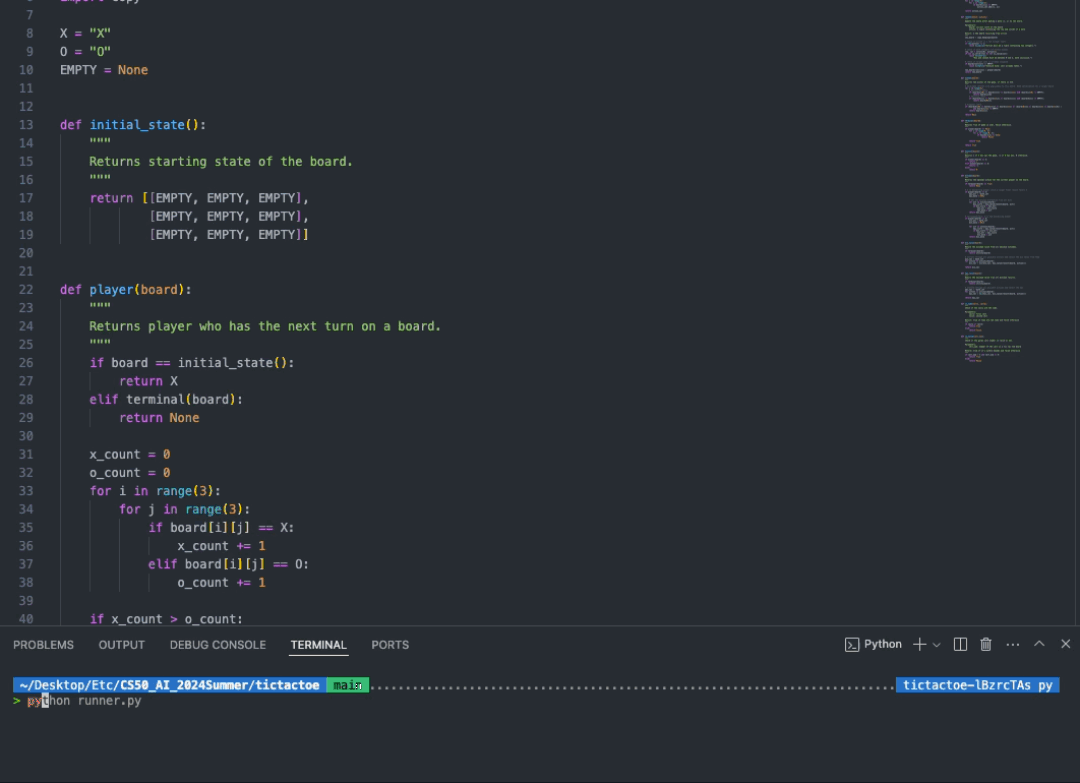 7
8 X = "X"
9 O = "O"
10 EMPTY = None
11
12
13 def initial_state():
14 """
15 Returns starting state of the board.
16 """
17 return [[EMPTY, EMPTY, EMPTY],
18 [EMPTY, EMPTY, EMPTY],
19 [EMPTY, EMPTY, EMPTY]]
20
21
22 def player(board):
23 """
24 Returns player who has the next turn on a board.
25 """
26 if board == initial_state():
27 return X
28 elif terminal(board):
29 return None
30
31 x_count = 0
32 o_count = 0
33 for i in range(3):
34 for j in range(3):
35 if board[i][j] == X:
36 x_count += 1
37 elif board[i][j] == O:
38 o_count += 1
39
40 if x_count > o_count:
PROBLEMS OUTPUT DEBUG CONSOLE TERMINAL PORTS Python
~/Desktop/Etc/CS50_AI_2024Summer/tictactoe main tictactoe-lBzrcTAs py
> python runner.py